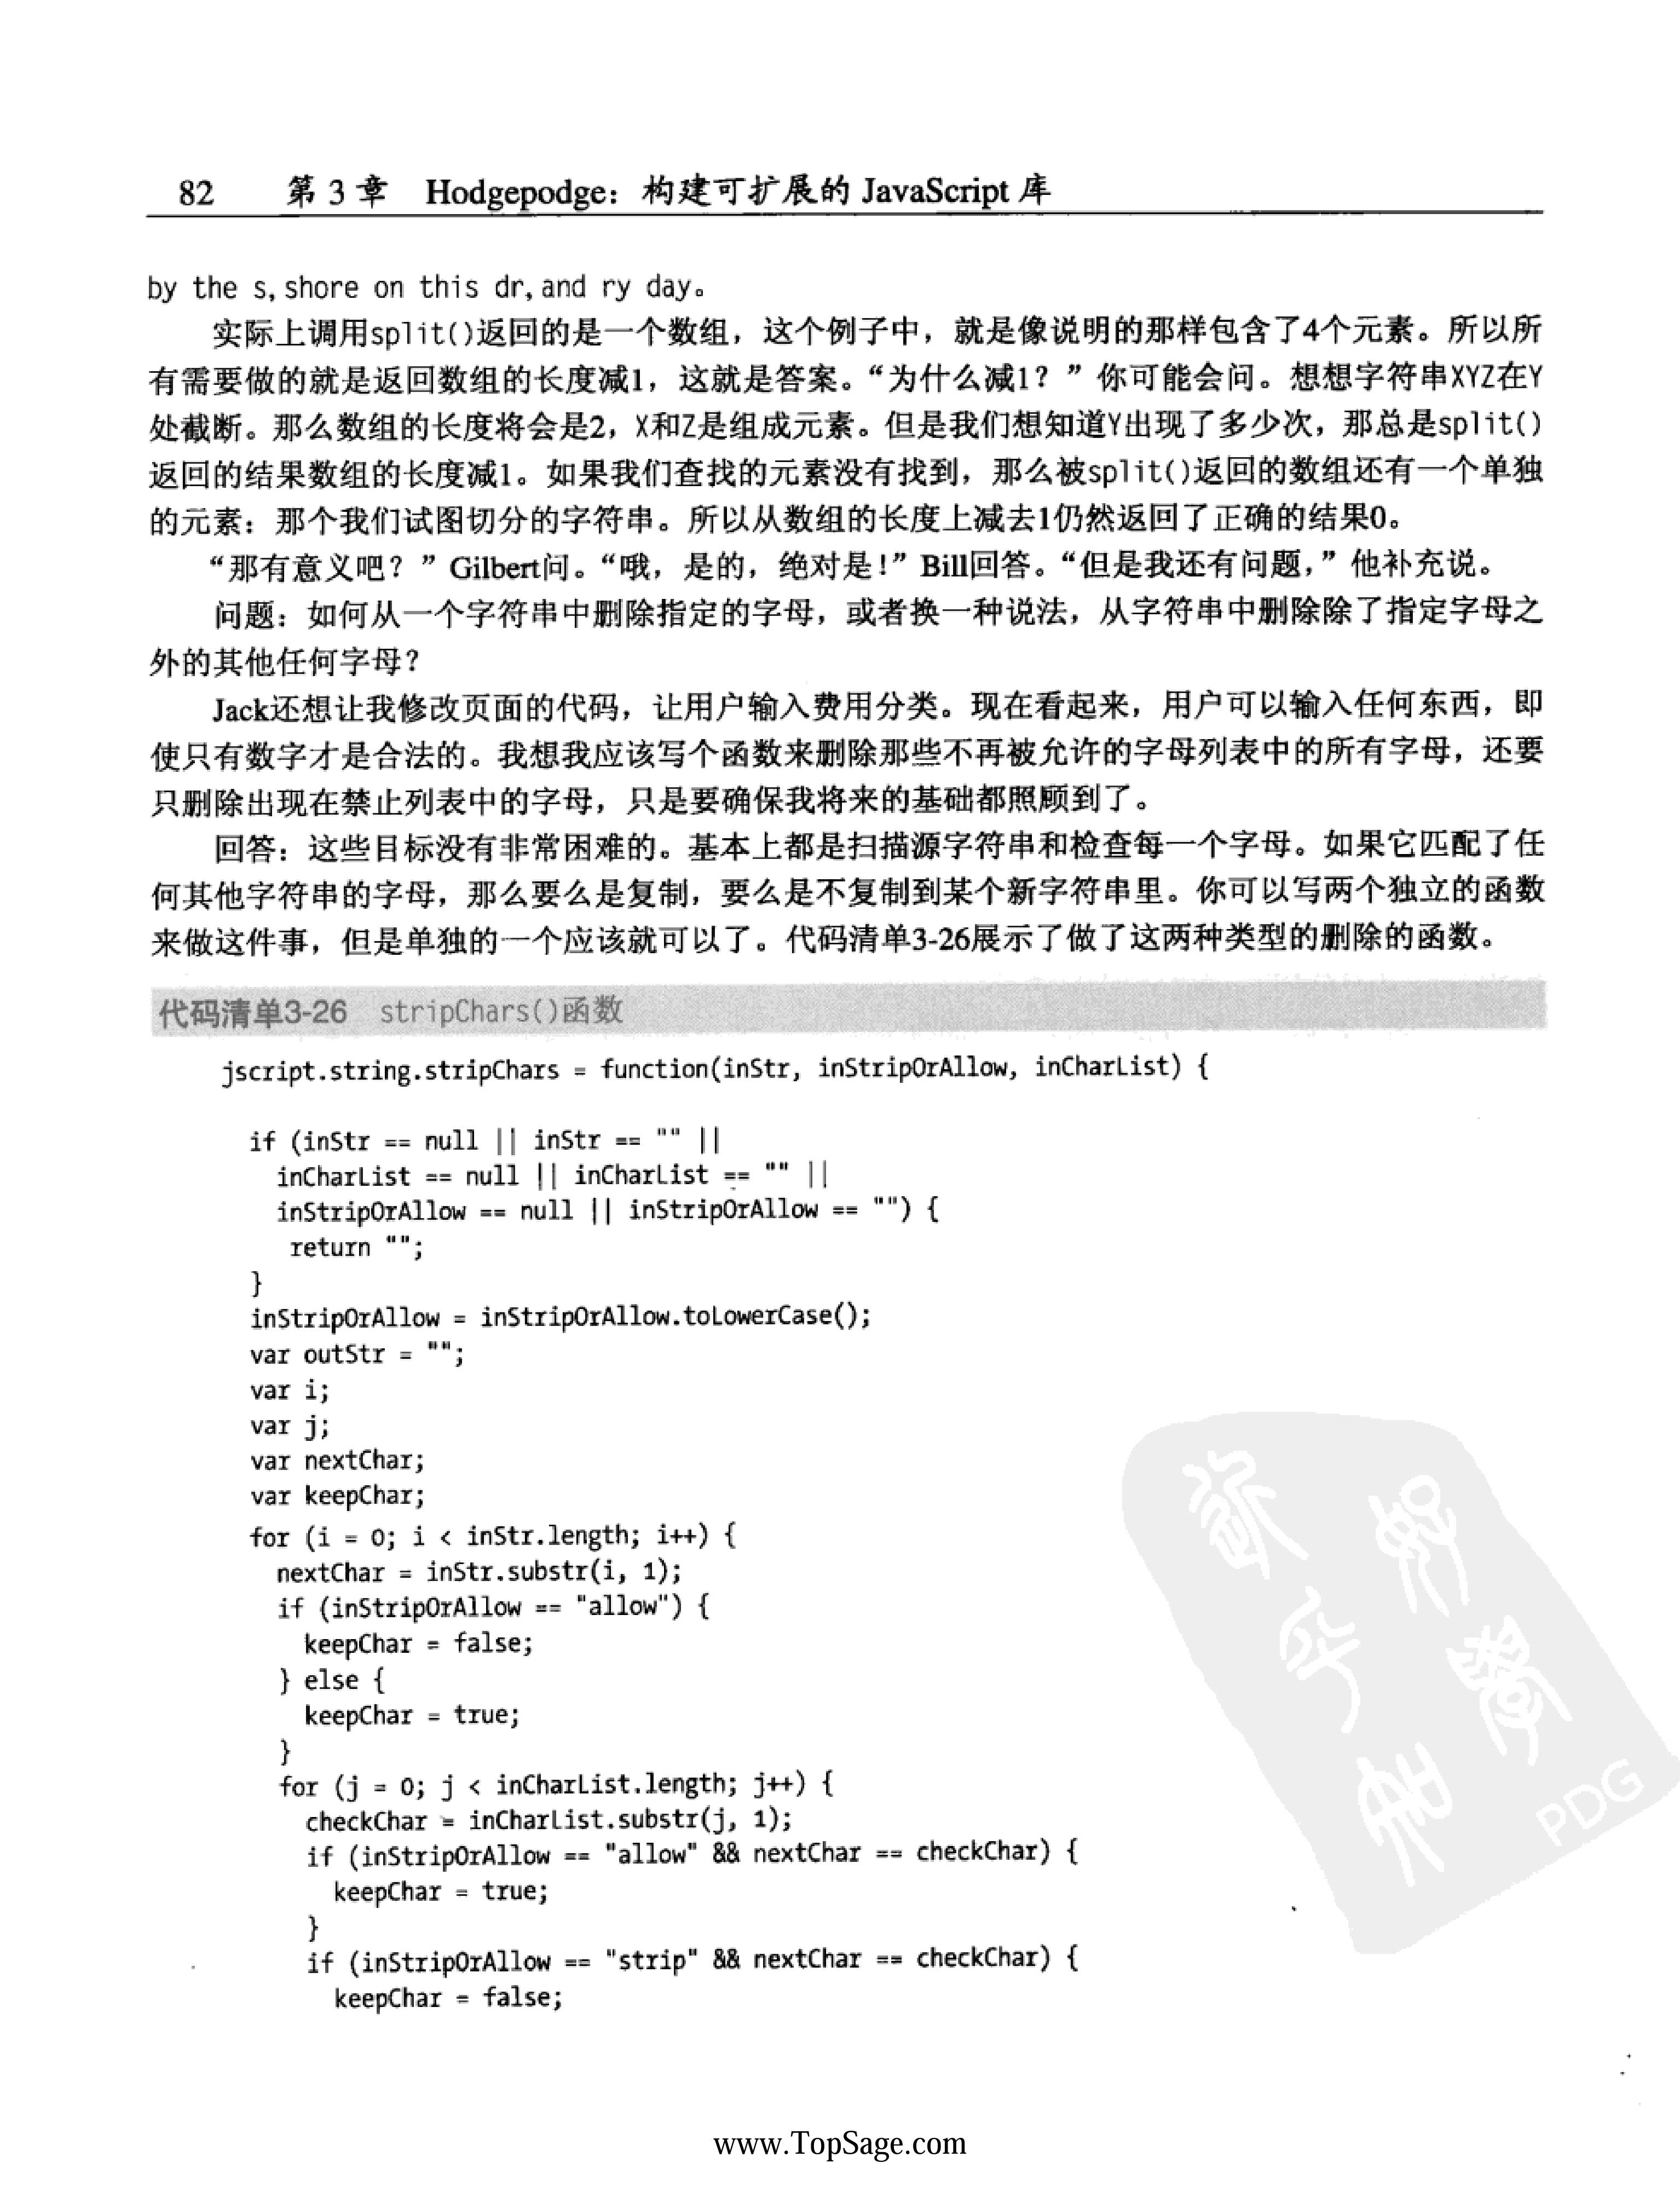 82 第 3 章 Hodgepodge：构建可扩展的 JavaScript 库
by the s,shore on this dr,and ry day。
实际上调用split()返回的是一个数组，这个例子中，就是像说明的那样包含了4个元素。所以所
有需要做的就是返回数组的长度减1，这就是答案。“为什么减1？”你可能会问。想想字符串XYZ在Y
处截断。那么数组的长度将会是2，X和Z是组成元素。但是我们想知道Y出现了多少次，那总是split()
返回的结果数组的长度减1。如果我们查找的元素没有找到，那么被split()返回的数组还有一个单独
的元素：那个我们试图切分的字符串。所以从数组的长度上减去1仍然返回了正确的结果0。
“那有意义吧？”Gilbert问。“哦，是的，绝对是！”Bill回答。“但是我还有问题，”他补充说。
问题：如何从一个字符串中删除指定的字母，或者换一种说法，从字符串中删除除了指定字母之
外的其他任何字母？
Jack还想让我修改页面的代码，让用户输入费用分类。现在看起来，用户可以输入任何东西，即
使只有数字才是合法的。我想我应该写个函数来删除那些不再被允许的字母列表中的所有字母，还要
只删除出现在禁止列表中的字母，只是要确保我将来的基础都照顾到了。
回答：这些目标没有非常困难的。基本上都是扫描源字符串和检查每一个字母。如果它匹配了任
何其他字符串的字母，那么要么是复制，要么是不复制到某个新字符串里。你可以写两个独立的函数
来做这件事，但是单独的一个应该就可以了。代码清单3-26展示了做了这两种类型的删除的函数。
代码清单3-26 stripChars()函数
jscript.string.stripChars = function(inStr, inStripOrAllow, inCharList) {
if (inStr == null || inStr == "" ||
inCharList == null || inCharList == "" ||
inStripOrAllow == null || inStripOrAllow == "") {
return "";
}
inStripOrAllow = inStripOrAllow.toLowerCase();
var outStr = "";
var i;
var j;
var nextChar;
var keepChar;
for (i = 0; i < inStr.length; i++) {
nextChar = inStr.substr(i, 1);
if (inStripOrAllow == "allow") {
keepChar = false;
} else {
keepChar = true;
}
for (j = 0; j < inCharList.length; j++) {
checkChar = inCharList.substr(j, 1);
if (inStripOrAllow == "allow" && nextChar == checkChar) {
keepChar = true;
}
if (inStripOrAllow == "strip" && nextChar == checkChar) {
keepChar = false;
PDG
www.TopSage.com